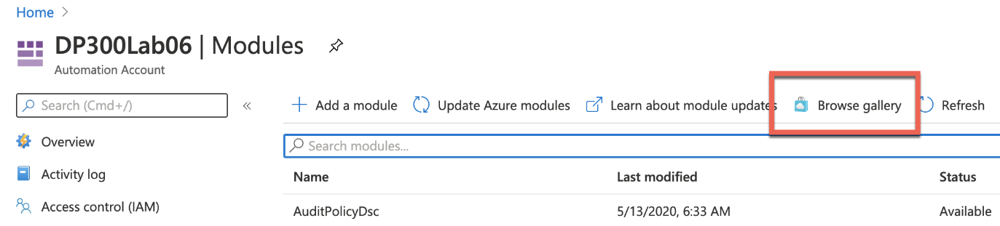 Home >
DP300Lab06 | Modules
Automation Account
Search (Cmd+/)
«
Add a module
Update Azure modules
Learn about module updates
Browse gallery
Refresh
Overview
Activity log
Access control (IAM)
Search modules...
Name Last modified Status
AuditPolicyDsc 5/13/2020, 6:33 AM Available